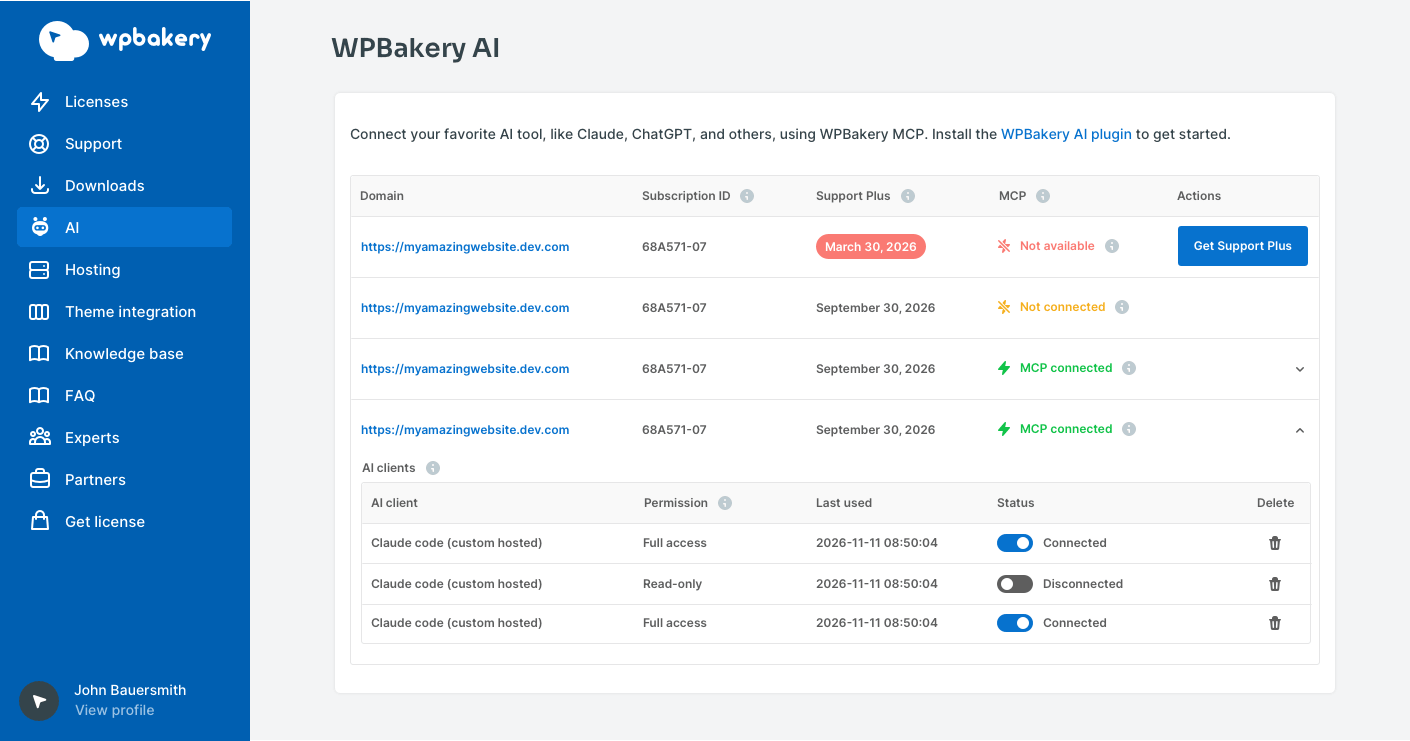 wpbakery
Licenses
Support
Downloads
AI
Hosting
Theme integration
Knowledge base
FAQ
Experts
Partners
Get license
John Bauersmith
View profile
WPBakery AI
Connect your favorite AI tool, like Claude, ChatGPT, and others, using WPBakery MCP. Install the WPBakery AI plugin to get started.
Domain Subscription ID Support Plus MCP Actions
https://myamazingwebsite.dev.com 68A571-07 March 30, 2026 Not available Get Support Plus
https://myamazingwebsite.dev.com 68A571-07 September 30, 2026 Not connected
https://myamazingwebsite.dev.com 68A571-07 September 30, 2026 MCP connected
https://myamazingwebsite.dev.com 68A571-07 September 30, 2026 MCP connected
AI clients
AI client Permission Last used Status Delete
Claude code (custom hosted) Full access 2026-11-11 08:50:04 Connected
Claude code (custom hosted) Read-only 2026-11-11 08:50:04 Disconnected
Claude code (custom hosted) Full access 2026-11-11 08:50:04 Connected